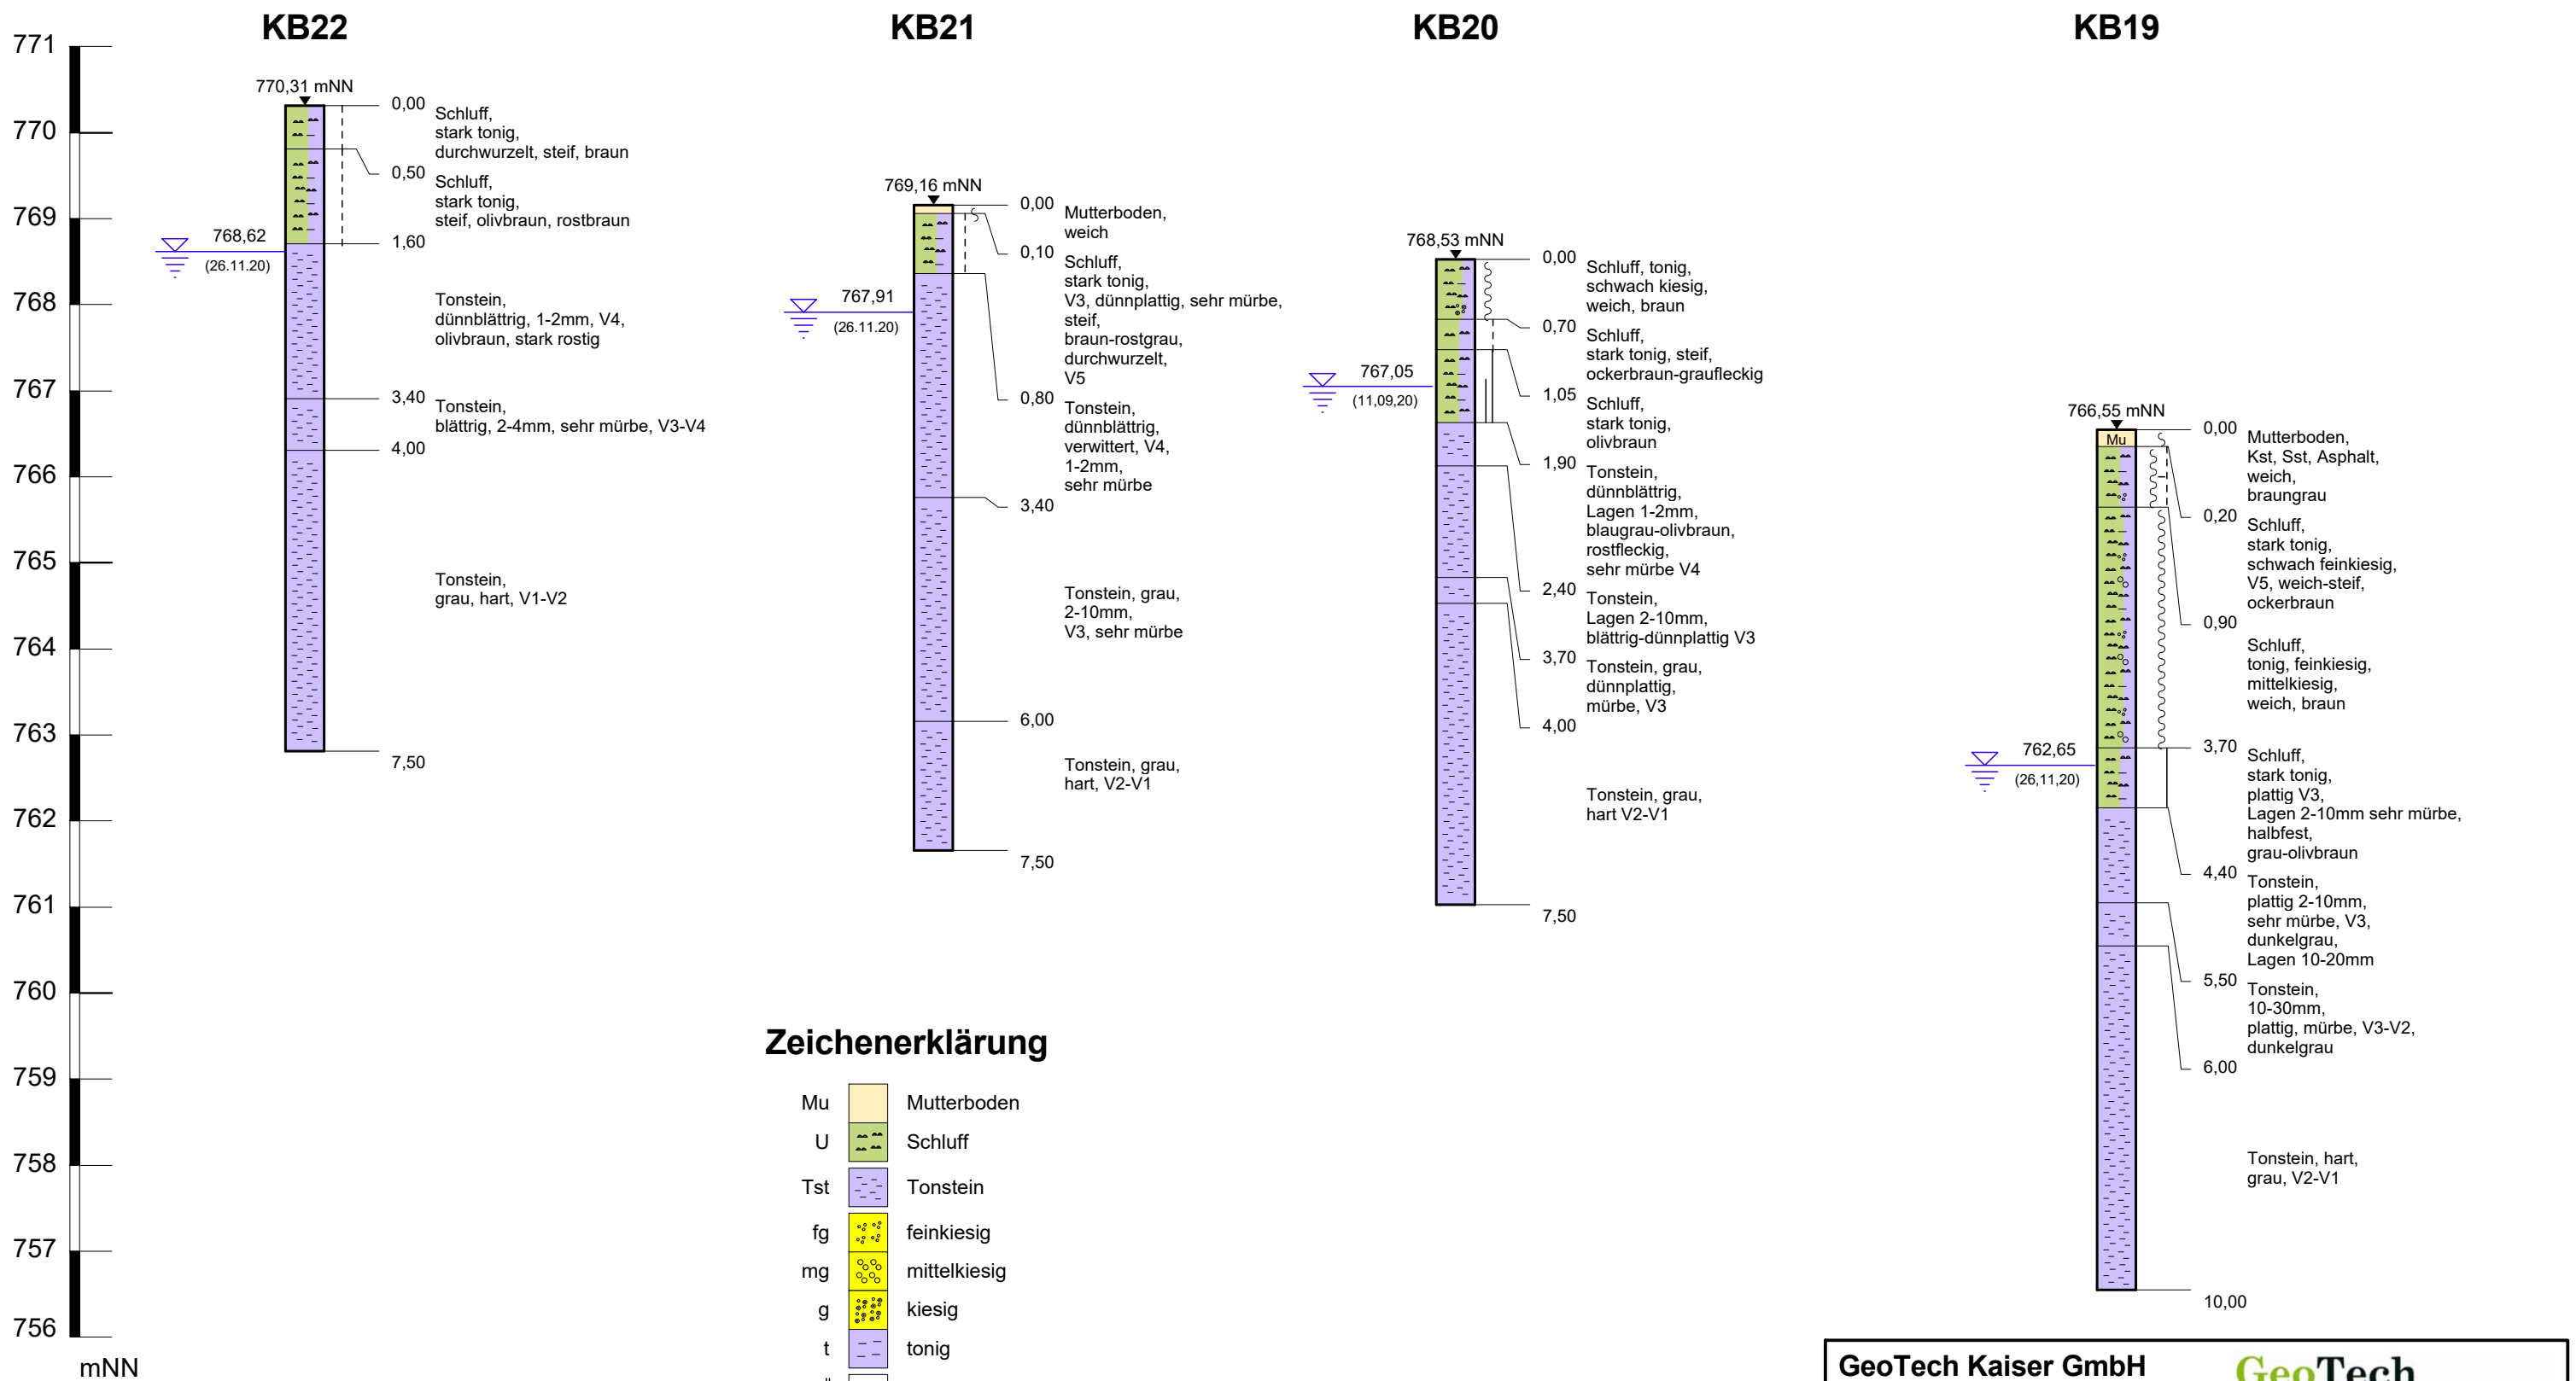 KB22
KB21
KB20
KB19
771
770
769
768
767
766
765
764
763
762
761
760
759
758
757
756
mNN
770,31 mNN
768,62
(26.11.20)
0,00
Schluff,
stark tonig,
durchwurzelt, steif, braun
0,50
Schluff,
stark tonig,
steif, olivbraun, rostbraun
1,60
Tonstein,
dünnblättrig, 1-2mm, V4,
olivbraun, stark rostig
3,40
Tonstein,
blättrig, 2-4mm, sehr mürbe, V3-V4
4,00
Tonstein,
grau, hart, V1-V2
7,50
769,16 mNN
767,91
(26.11.20)
0,00
Mutterboden,
weich
0,10
Schluff,
stark tonig,
V3, dünnplattig, sehr mürbe,
steif,
braun-rostgrau,
durchwurzelt,
V5
0,80
Tonstein,
dünnblättrig,
verwittert, V4,
1-2mm,
sehr mürbe
3,40
Tonstein, grau,
2-10mm,
V3, sehr mürbe
6,00
Tonstein, grau,
hart, V2-V1
7,50
768,53 mNN
767,05
(11,09,20)
0,00
Schluff, tonig,
schwach kiesig,
weich, braun
0,70
Schluff,
stark tonig, steif,
ockerbraun-graufleckig
1,05
Schluff,
stark tonig,
olivbraun
1,90
Tonstein,
dünnblättrig,
Lagen 1-2mm,
blaugrau-olivbraun,
rostfleckig,
sehr mürbe V4
2,40
Tonstein,
Lagen 2-10mm,
blättrig-dünnplattig V3
3,70
Tonstein, grau,
dünnplattig,
mürbe, V3
4,00
Tonstein, grau,
hart V2-V1
7,50
766,55 mNN
Mu
762,65
(26,11,20)
0,00
Mutterboden,
Kst, Sst, Asphalt,
weich,
braungrau
0,20
Schluff,
stark tonig,
schwach feinkiesig,
V5, weich-steif,
ockerbraun
0,90
Schluff,
tonig, feinkiesig,
mittelkiesig,
weich, braun
3,70
Schluff,
stark tonig,
plattig V3,
Lagen 2-10mm sehr mürbe,
halbfest,
grau-olivbraun
4,40
Tonstein,
plattig 2-10mm,
sehr mürbe, V3,
dunkelgrau,
Lagen 10-20mm
5,50
Tonstein,
10-30mm,
plattig, mürbe, V3-V2,
dunkelgrau
6,00
Tonstein, hart,
grau, V2-V1
10,00
Zeichenerklärung
Mu Mutterboden
U Schluff
Tst Tonstein
fg feinkiesig
mg mittelkiesig
g kiesig
t tonig
GeoTech Kaiser GmbH
GeoTech